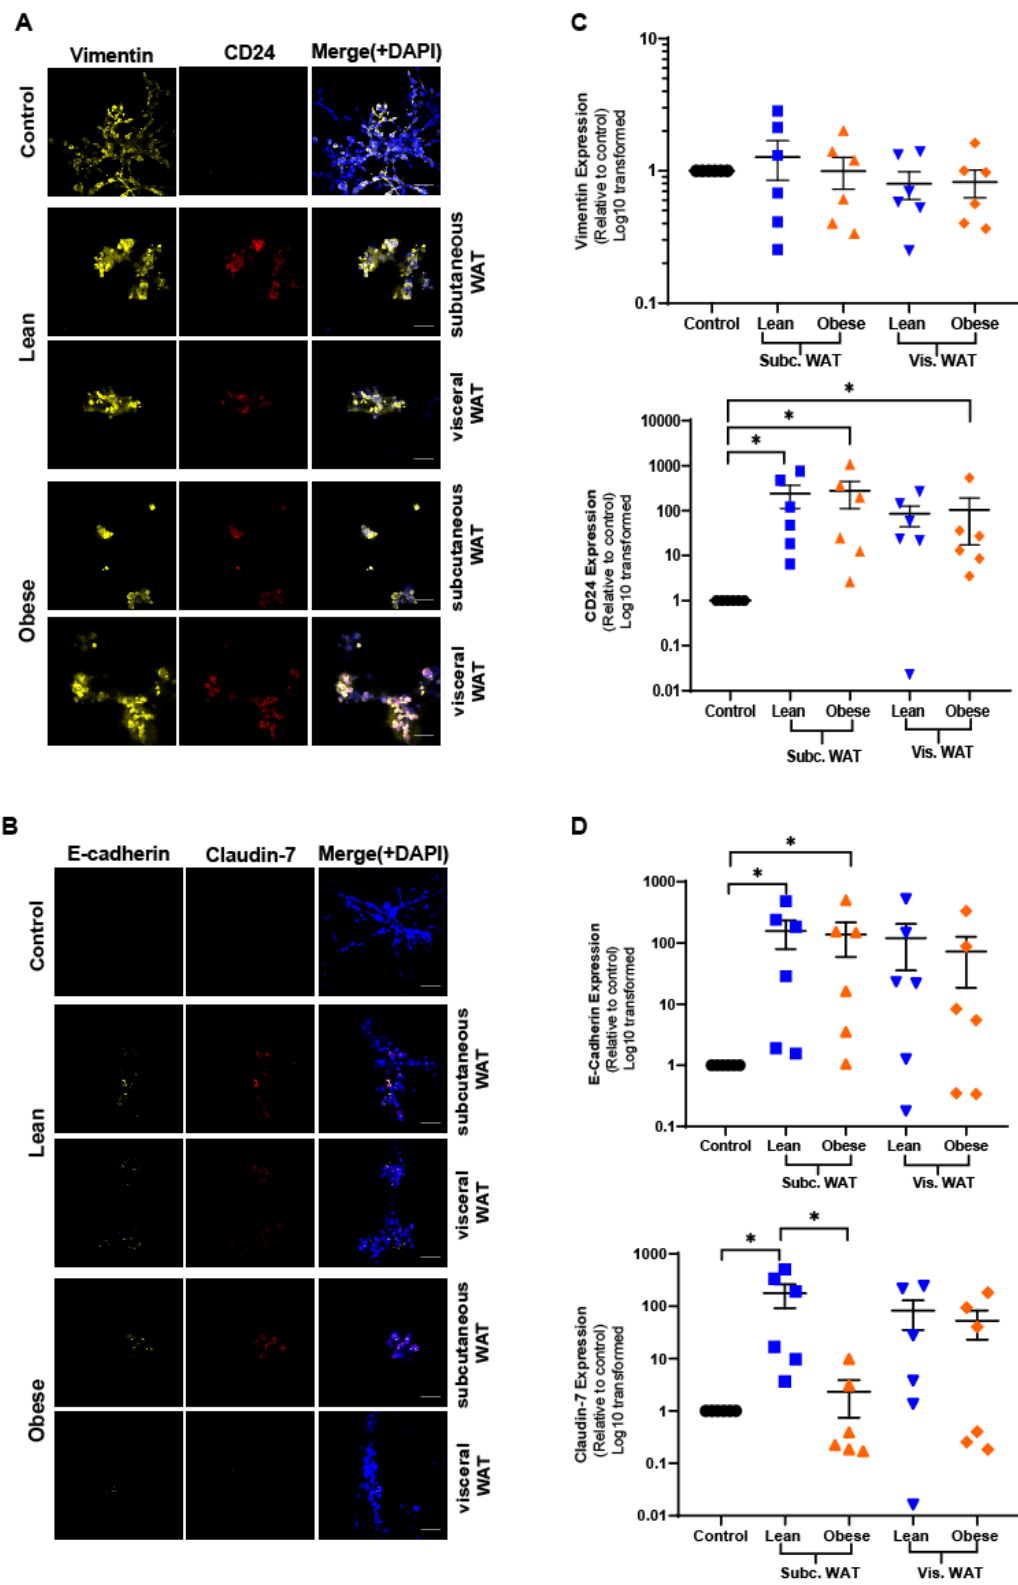 A
Vimentin CD24 Merge(+DAPI)
Control
Lean
subutaneous
WAT
visceral
WAT
Obese
subcutaneous
WAT
visceral
WAT
B
E-cadherin Claudin-7 Merge(+DAPI)
Control
Lean
subcutaneous
WAT
visceral
WAT
Obese
subcutaneous
WAT
visceral
WAT
C
Vimentin Expression
(Relative to control)
Log10 transformed
10
1
0.1
Control Lean Obese Lean Obese
Subc. WAT Vis. WAT
CD24 Expression
(Relative to control)
Log10 transformed
* * *
10000
1000
100
10
1
0.1
0.01
Control Lean Obese Lean Obese
Subc. WAT Vis. WAT
D
E-Cadherin Expression
(Relative to control)
Log10 transformed
* *
1000
100
10
1
0.1
Control Lean Obese Lean Obese
Subc. WAT Vis. WAT
Claudin-7 Expression
(Relative to control)
Log10 transformed
* *
1000
100
10
1
0.1
0.01
Control Lean Obese Lean Obese
Subc. WAT Vis. WAT